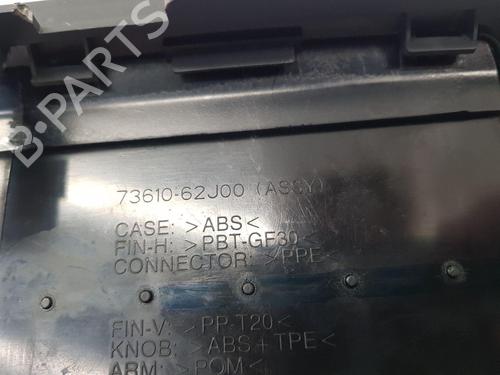 B-PARTS
73610-62J00 (ASSY)
CASE: >ABS<
FIN-H: >PBT-GF30<
CONNECTOR: >PPE<
FIN-V: >PP-T20<
KNOB: >ABS+TPE<
ARM: >POM<